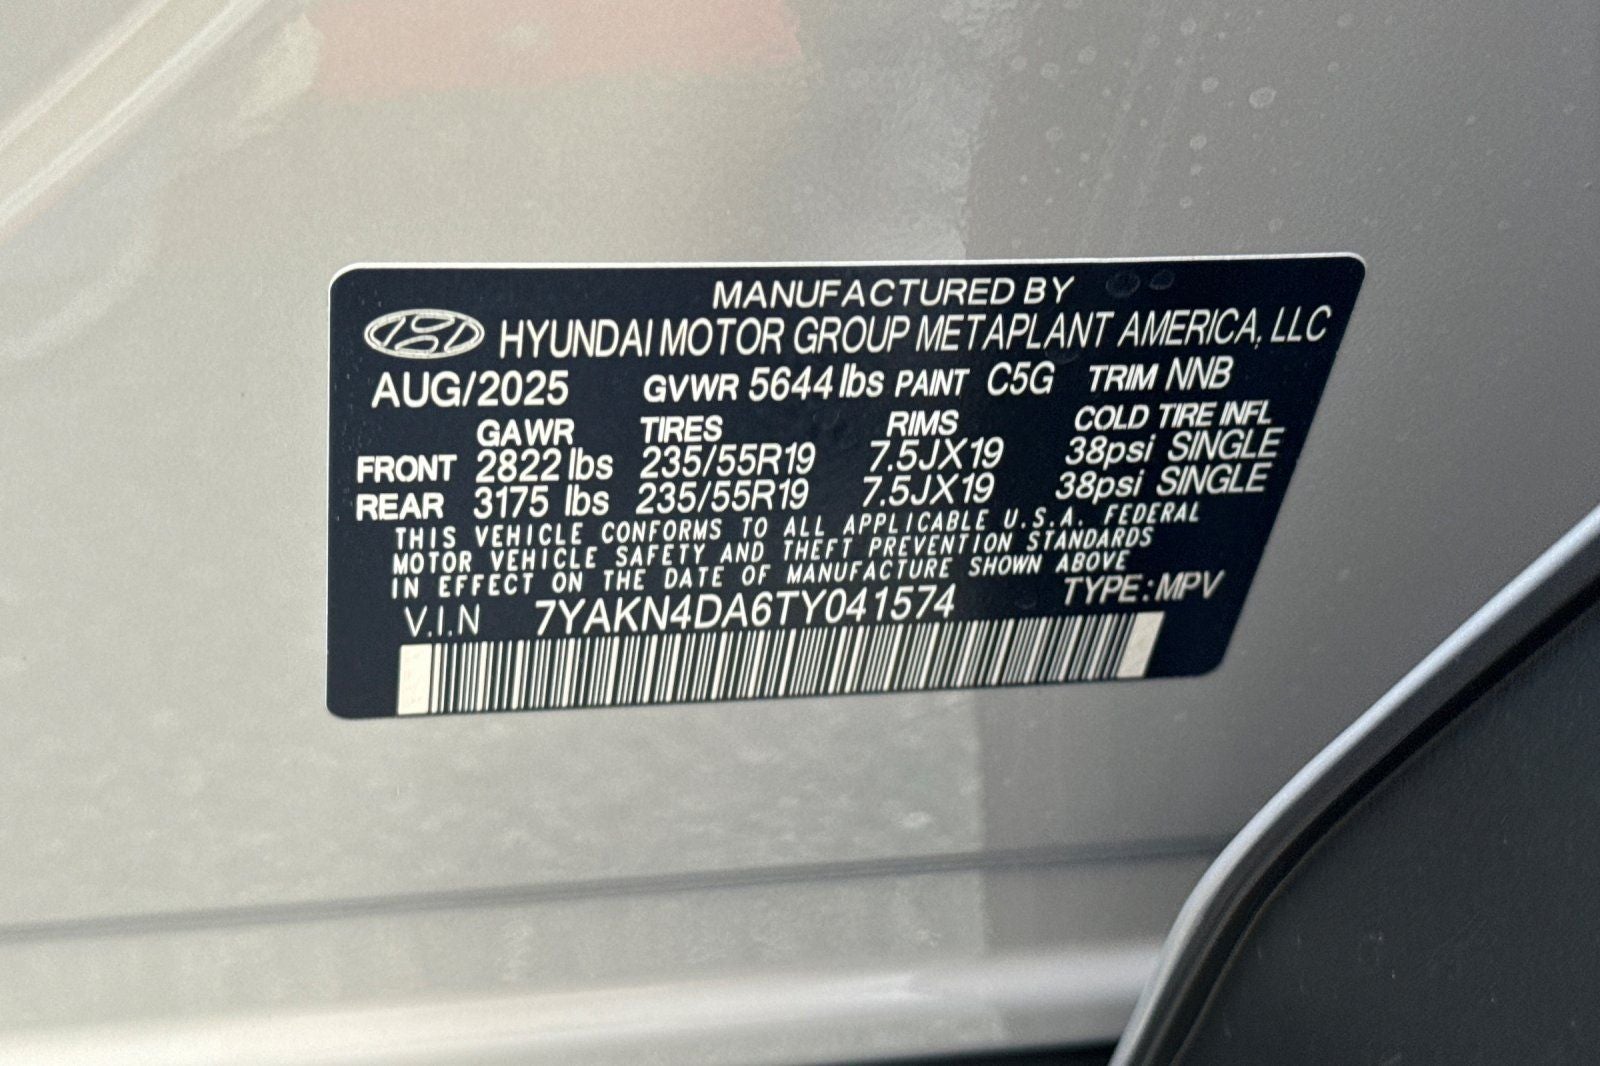 MANUFACTURED BY
HYUNDAI MOTOR GROUP METAPLANT AMERICA, LLC
AUG/2025 GVWR 5644 lbs PAINT C5G TRIM NNB
GAWR TIRES RIMS COLD TIRE INFL
FRONT 2822 lbs 235/55R19 7.5JX19 38psi SINGLE
REAR 3175 lbs 235/55R19 7.5JX19 38psi SINGLE
THIS VEHICLE CONFORMS TO ALL APPLICABLE U.S.A. FEDERAL
MOTOR VEHICLE SAFETY AND THEFT PREVENTION STANDARDS
IN EFFECT ON THE DATE OF MANUFACTURE SHOWN ABOVE
V.I.N 7YAKN4DA6TY041574 TYPE: MPV